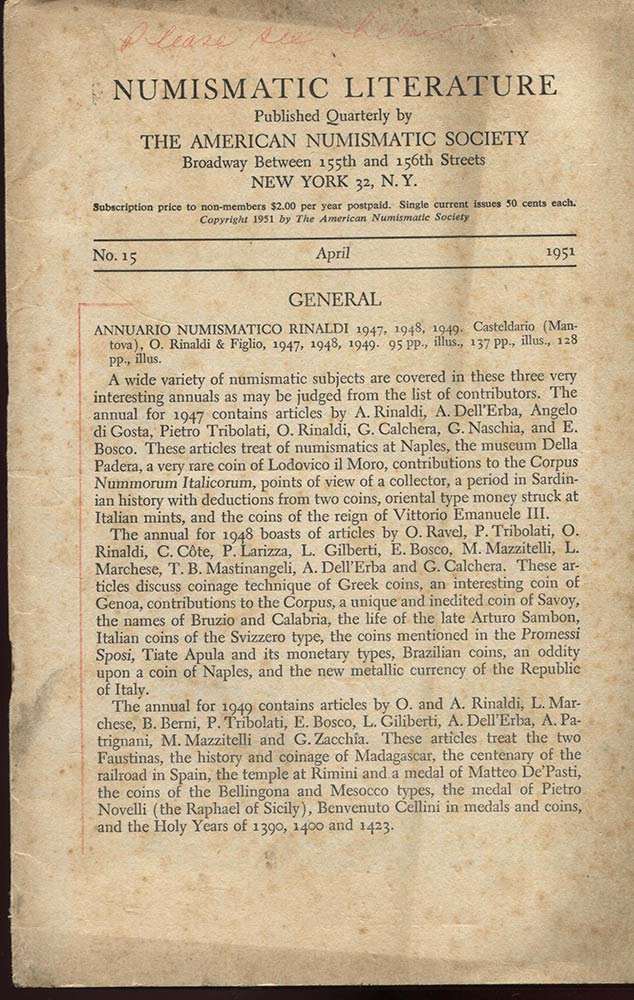 Please see
NUMISMATIC LITERATURE
Published Quarterly by
THE AMERICAN NUMISMATIC SOCIETY
Broadway Between 155th and 156th Streets
NEW YORK 32, N.Y.
Subscription price to non-members $2.00 per year postpaid. Single current issues 50 cents each.
Copyright 1951 by The American Numismatic Society
No. 15 April 1951
GENERAL
ANNUARIO NUMISMATICO RINALDI 1947, 1948, 1949. Casteldario (Man-
tova), O. Rinaldi & Figlio, 1947, 1948, 1949. 95 pp., illus., 137 pp., illus., 128
pp., illus.
A wide variety of numismatic subjects are covered in these three very
interesting annuals as may be judged from the list of contributors. The
annual for 1947 contains articles by A. Rinaldi, A. Dell'Erba, Angelo
di Gosta, Pietro Tribolati, O. Rinaldi, G. Calchera, G. Naschia, and E.
Bosco. These articles treat of numismatics at Naples, the museum Della
Padera, a very rare coin of Lodovico il Moro, contributions to the Corpus
Nummorum Italicorum, points of view of a collector, a period in Sardin-
ian history with deductions from two coins, oriental type money struck at
Italian mints, and the coins of the reign of Vittorio Emanuele III.
The annual for 1948 boasts of articles by O. Ravel, P. Tribolati, O.
Rinaldi, C. Côte, P. Larizza, L. Gilberti, E. Bosco, M. Mazzitelli, L.
Marchese, T. B. Mastinangeli, A. Dell'Erba and G. Calchera. These ar-
ticles discuss coinage technique of Greek coins, an interesting coin of
Genoa, contributions to the Corpus, a unique and inedited coin of Savoy,
the names of Bruzio and Calabria, the life of the late Arturo Sambon,
Italian coins of the Svizzero type, the coins mentioned in the Promessi
Sposi, Tiate Apula and its monetary types, Brazilian coins, an oddity
upon a coin of Naples, and the new metallic currency of the Republic
of Italy.
The annual for 1949 contains articles by O. and A. Rinaldi, L. Mar-
chese, B. Berni, P. Tribolati, E. Bosco, L. Giliberti, A. Dell'Erba, A. Pa-
trignani, M. Mazzitelli and G. Zacchîa. These articles treat the two
Faustinas, the history and coinage of Madagascar, the centenary of the
railroad in Spain, the temple at Rimini and a medal of Matteo De'Pasti,
the coins of the Bellingona and Mesocco types, the medal of Pietro
Novelli (the Raphael of Sicily), Benvenuto Cellini in medals and coins,
and the Holy Years of 1390, 1400 and 1423.